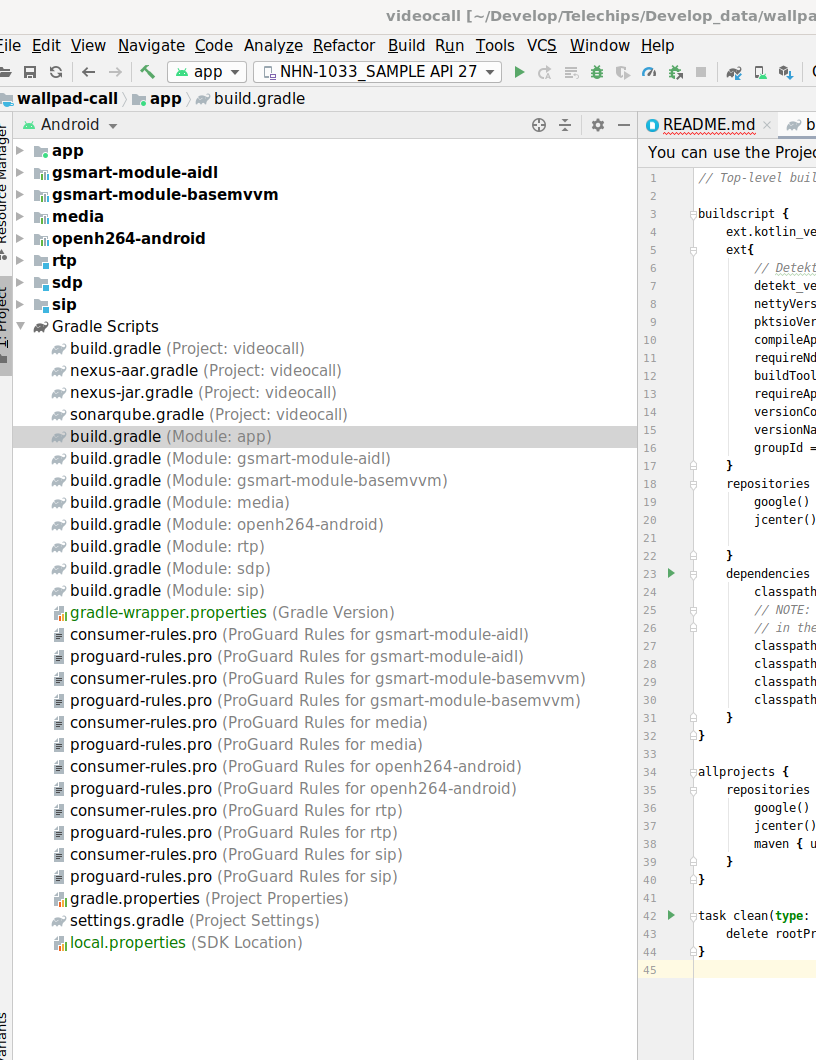 videocall [~/Develop/Telechips/Develop_data/wallpa
File Edit View Navigate Code Analyze Refactor Build Run Tools VCS Window Help
app NHN-1033_SAMPLE API 27
wallpad-call app build.gradle
Android
README.md
b
Resource Manager
1: Project
ariants
app
gsmart-module-aidl
gsmart-module-basemvvm
media
openh264-android
rtp
sdp
sip
Gradle Scripts
build.gradle (Project: videocall)
nexus-aar.gradle (Project: videocall)
nexus-jar.gradle (Project: videocall)
sonarqube.gradle (Project: videocall)
build.gradle (Module: app)
build.gradle (Module: gsmart-module-aidl)
build.gradle (Module: gsmart-module-basemvvm)
build.gradle (Module: media)
build.gradle (Module: openh264-android)
build.gradle (Module: rtp)
build.gradle (Module: sdp)
build.gradle (Module: sip)
gradle-wrapper.properties (Gradle Version)
consumer-rules.pro (ProGuard Rules for gsmart-module-aidl)
proguard-rules.pro (ProGuard Rules for gsmart-module-aidl)
consumer-rules.pro (ProGuard Rules for gsmart-module-basemvvm)
proguard-rules.pro (ProGuard Rules for gsmart-module-basemvvm)
consumer-rules.pro (ProGuard Rules for media)
proguard-rules.pro (ProGuard Rules for media)
consumer-rules.pro (ProGuard Rules for openh264-android)
proguard-rules.pro (ProGuard Rules for openh264-android)
consumer-rules.pro (ProGuard Rules for rtp)
proguard-rules.pro (ProGuard Rules for rtp)
consumer-rules.pro (ProGuard Rules for sip)
proguard-rules.pro (ProGuard Rules for sip)
gradle.properties (Project Properties)
settings.gradle (Project Settings)
local.properties (SDK Location)
You can use the Projec
1 // Top-level buil
2
3 buildscript {
4 ext.kotlin_ve
5 ext{
6 // Detekt
7 detekt_ve
8 nettyVers
9 pktsioVer
10 compileAp
11 requireNd
12 buildTool
13 requireAp
14 versionCo
15 versionNa
16 groupId =
17 }
18 repositories
19 google()
20 jcenter()
21
22 }
23 dependencies
24 classpath
25 // NOTE:
26 // in the
27 classpath
28 classpath
29 classpath
30 classpath
31 }
32 }
33
34 allprojects {
35 repositories
36 google()
37 jcenter()
38 maven { u
39 }
40 }
41
42 task clean(type:
43 delete rootPr
44 }
45